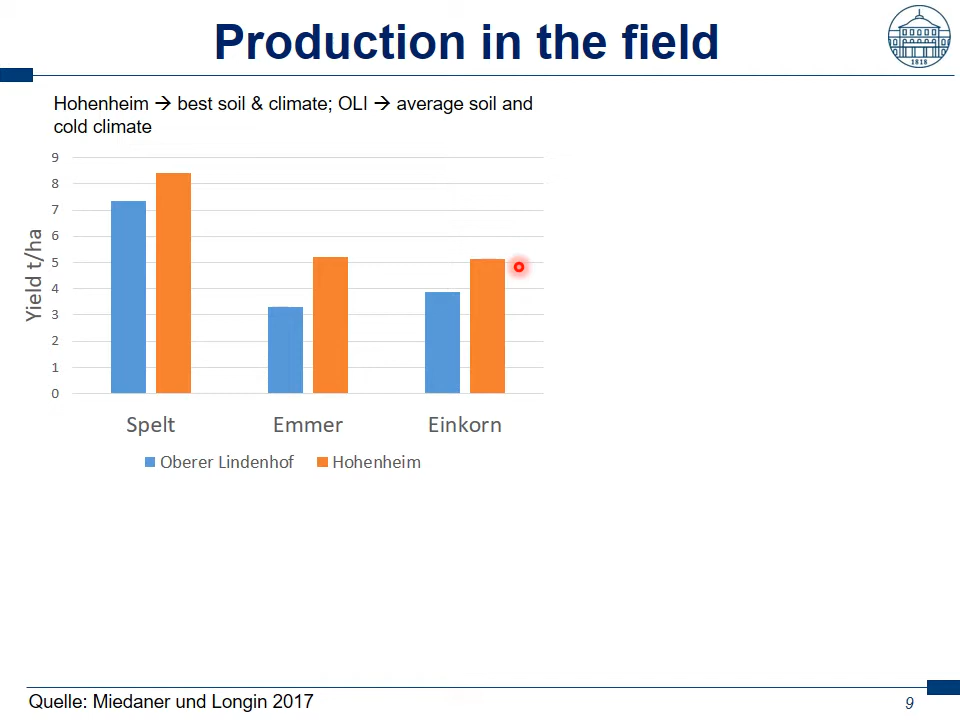 Production in the field
1818
Hohenheim → best soil & climate; OLI → average soil and
cold climate
Yield t/ha
9
8
7
6
5
4
3
2
1
0
Spelt Emmer Einkorn
Oberer Lindenhof Hohenheim
Quelle: Miedaner und Longin 2017
9